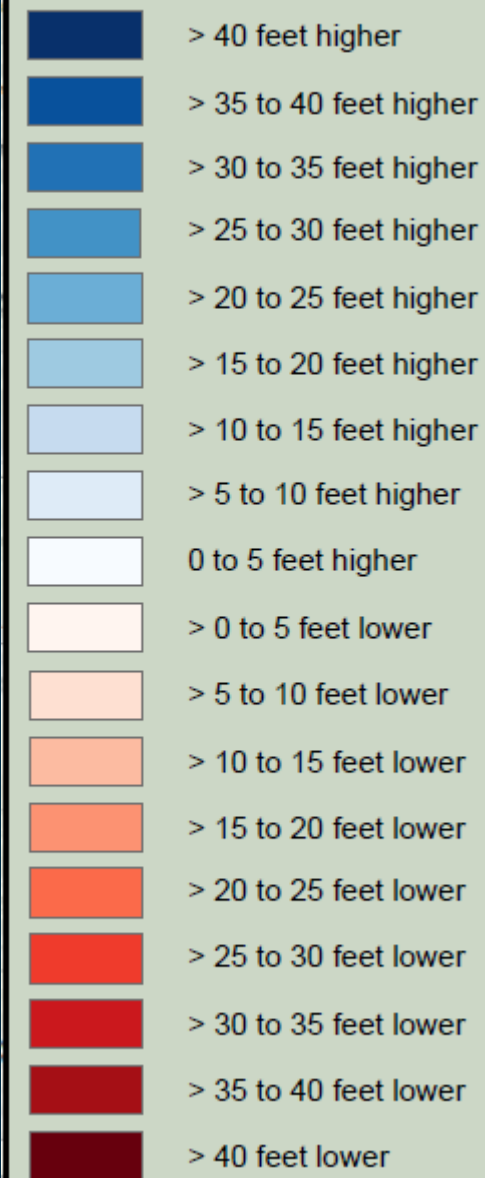 > 40 feet higher
> 35 to 40 feet higher
> 30 to 35 feet higher
> 25 to 30 feet higher
> 20 to 25 feet higher
> 15 to 20 feet higher
> 10 to 15 feet higher
> 5 to 10 feet higher
0 to 5 feet higher
> 0 to 5 feet lower
> 5 to 10 feet lower
> 10 to 15 feet lower
> 15 to 20 feet lower
> 20 to 25 feet lower
> 25 to 30 feet lower
> 30 to 35 feet lower
> 35 to 40 feet lower
> 40 feet lower